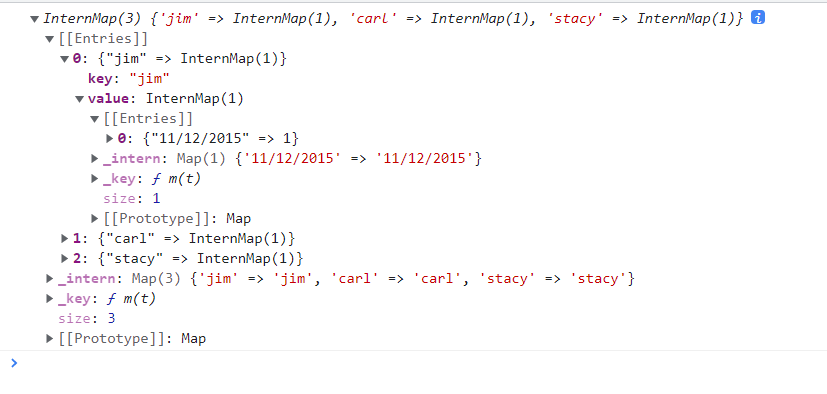 InternMap(3) {'jim' => InternMap(1), 'carl' => InternMap(1), 'stacy' => InternMap(1)} i
[[Entries]]
0: {"jim" => InternMap(1)}
key: "jim"
value: InternMap(1)
[[Entries]]
0: {"11/12/2015" => 1}
_intern: Map(1) {'11/12/2015' => '11/12/2015'}
_key: ƒ m(t)
size: 1
[[Prototype]]: Map
1: {"carl" => InternMap(1)}
2: {"stacy" => InternMap(1)}
_intern: Map(3) {'jim' => 'jim', 'carl' => 'carl', 'stacy' => 'stacy'}
_key: ƒ m(t)
size: 3
[[Prototype]]: Map